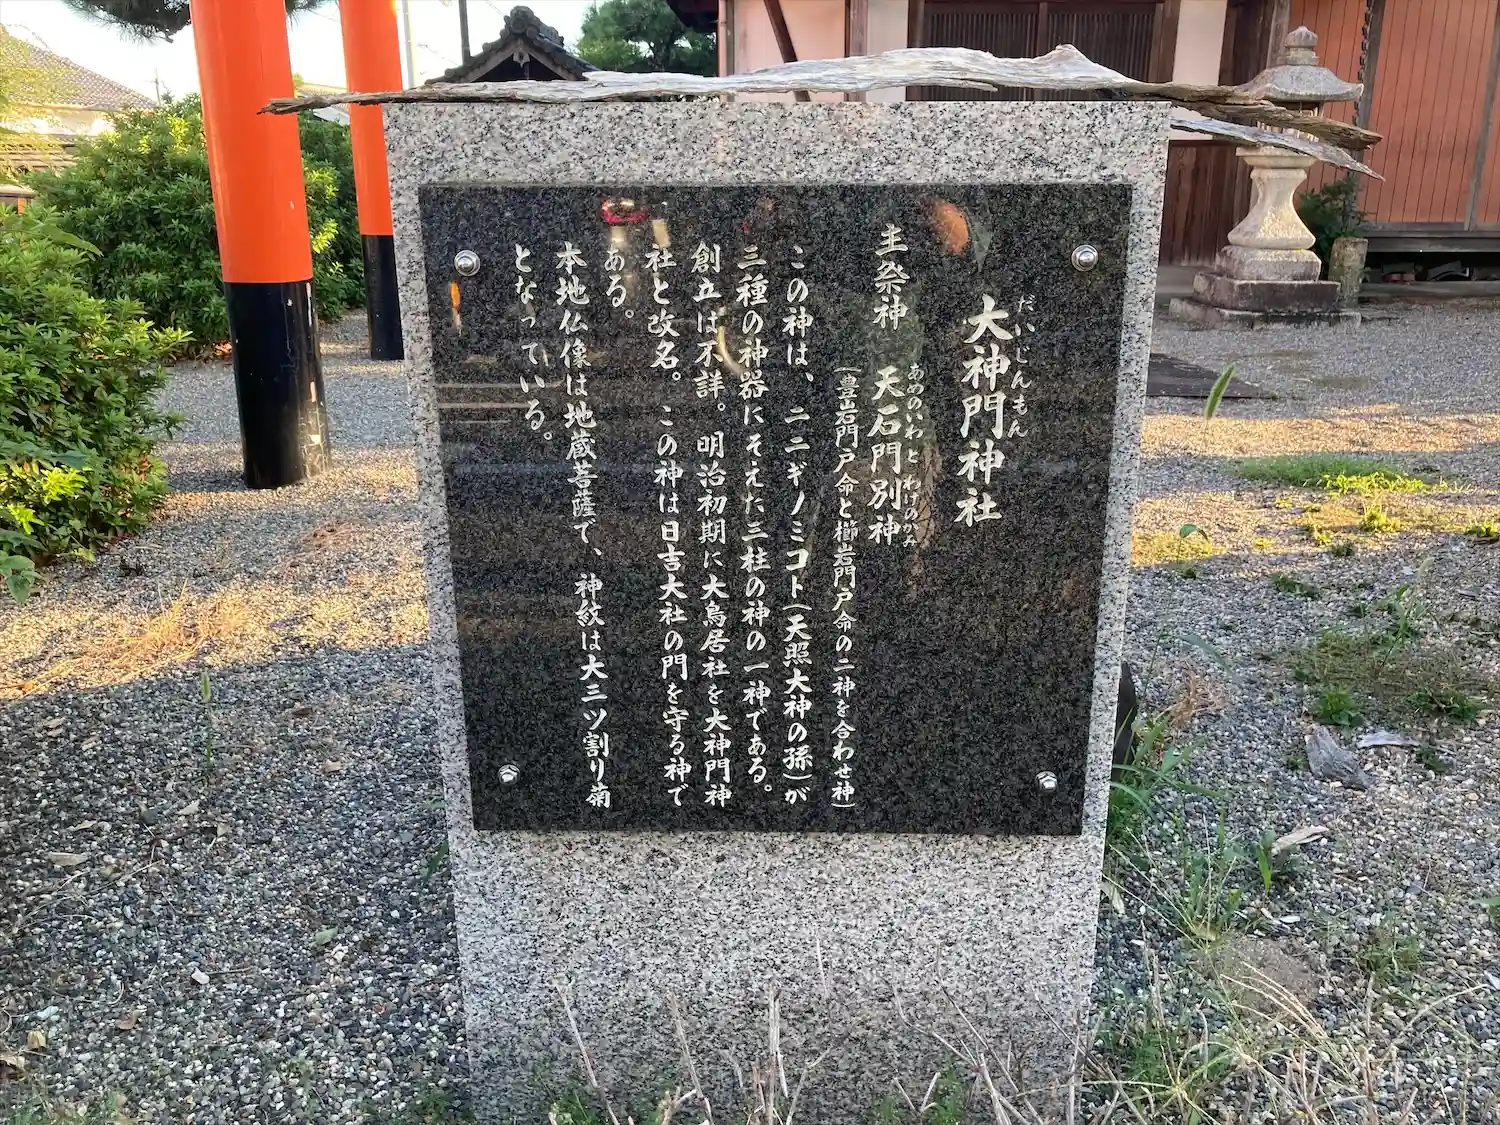 だいじんもん
大神門神社
あめのいわとわけのかみ
主祭神 天石門別神
(豊岩門戸命と櫛岩門戸命の二神を合わせ神)
この神は、ニニギノミコト(天照大神の孫)が
三種の神器にそえた三柱の神の一神である。
創立は不詳。明治初期に大鳥居社を大神門神
社と改名。この神は日吉大社の門を守る神で
ある。
本地仏像は地蔵菩薩で、神紋は大三ツ割り菊
となっている。